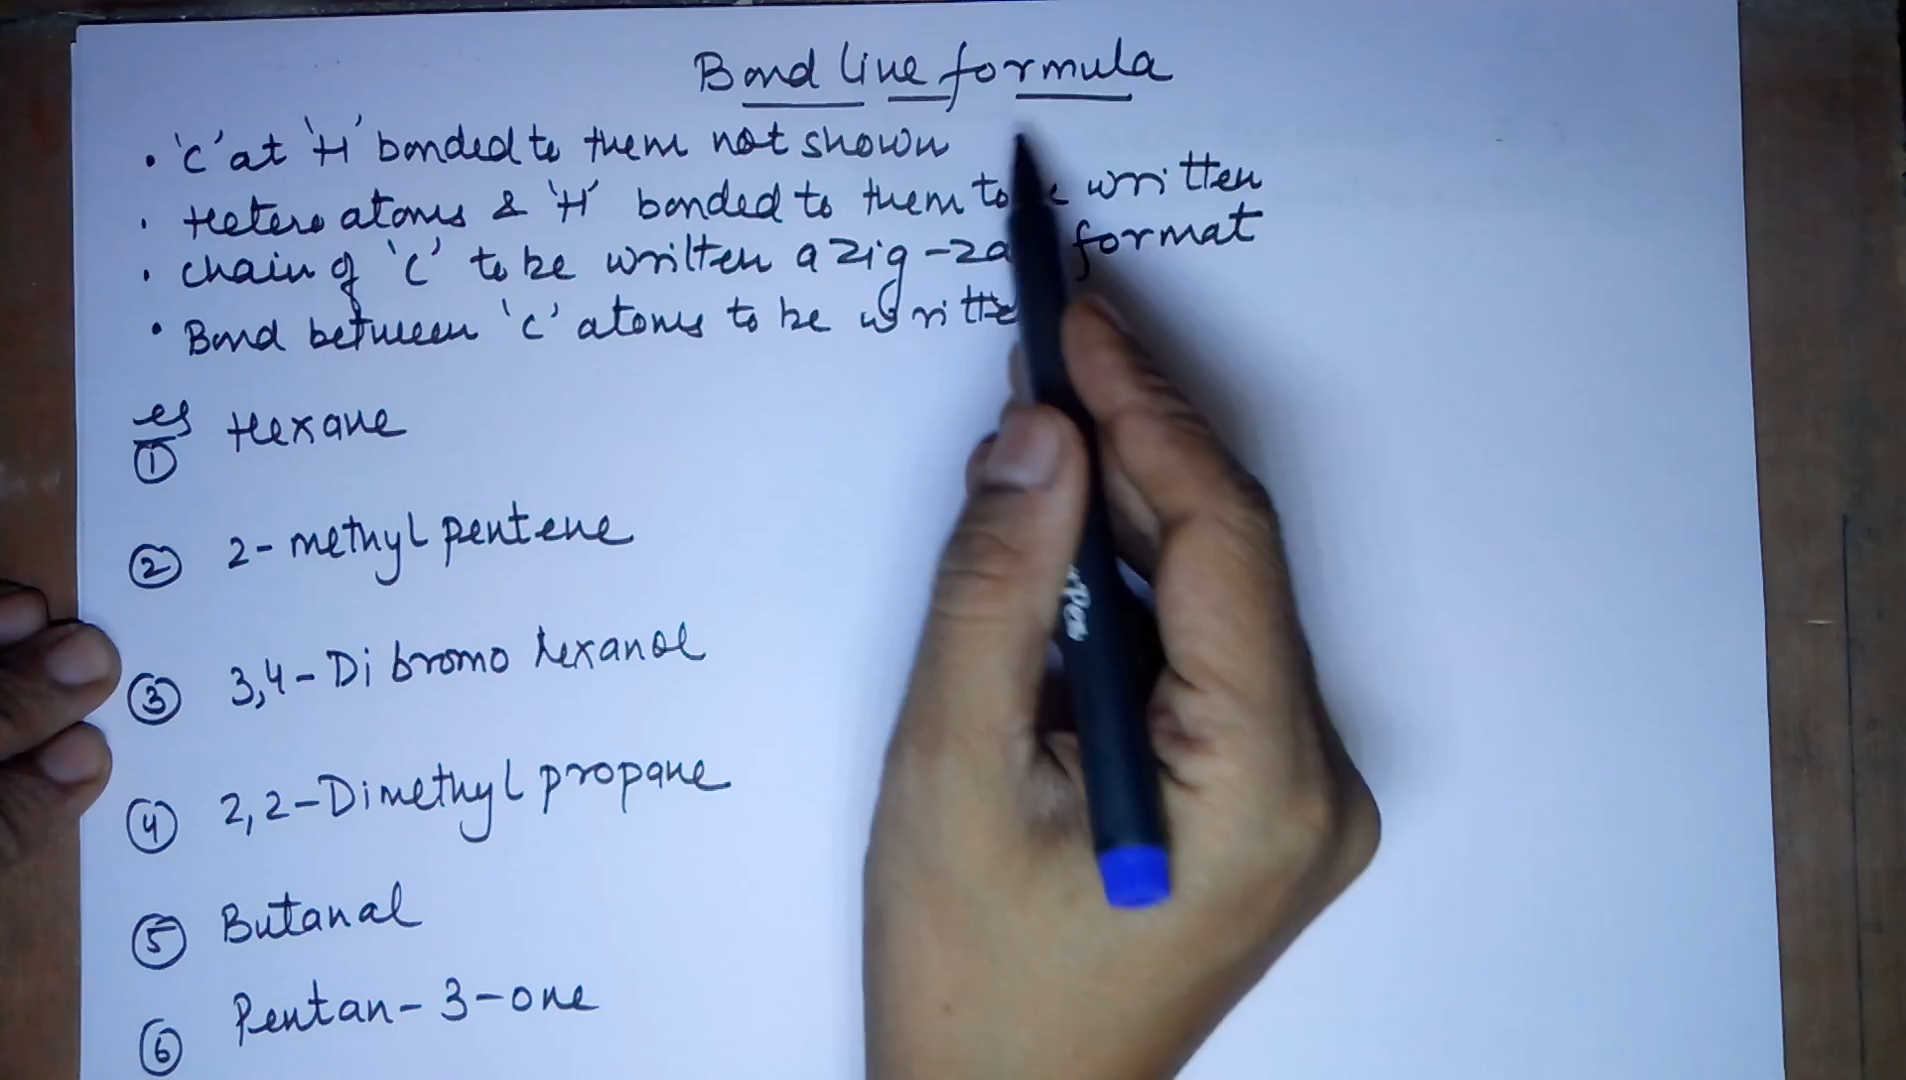 Bond line formula
• 'C' at 'H' bonded to them not shown
• Hetero atoms & 'H' bonded to them to written
• chain of 'C' to be written a zig-za format
• Bond between 'C' atoms to be writte
eg
① Hexane
② 2-methyl pentene
③ 3,4-Dibromo hexanol
④ 2,2-Dimethyl propane
⑤ Butanal
⑥ Pentan-3-one